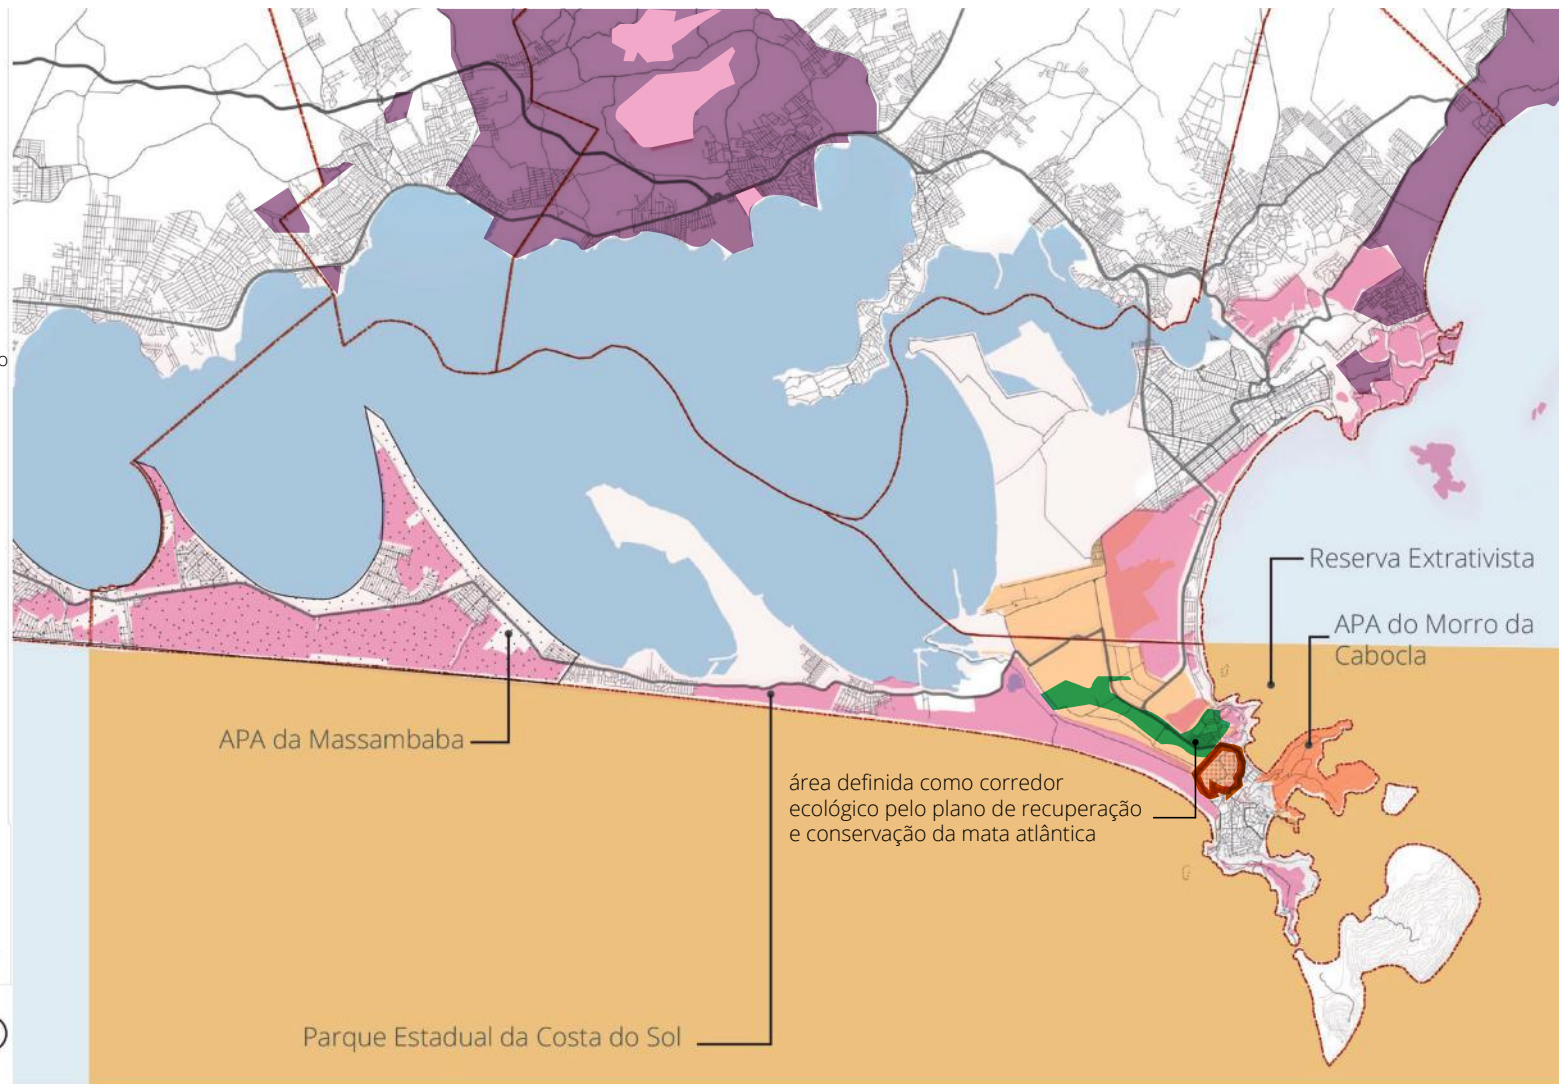 o
Reserva Extrativista
APA do Morro da
Cabocla
APA da Massambaba
área definida como corredor
ecológico pelo plano de recuperação
e conservação da mata atlântica
Parque Estadual da Costa do Sol